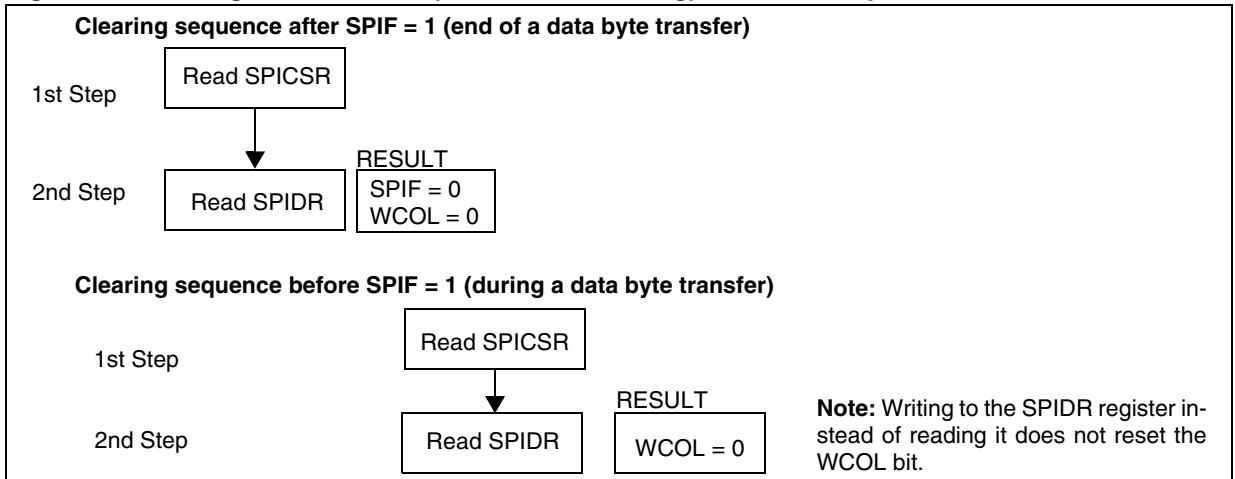 Clearing sequence after SPIF = 1 (end of a data byte transfer)
1st Step
Read SPICSR
2nd Step
Read SPIDR
RESULT
SPIF = 0
WCOL = 0
Clearing sequence before SPIF = 1 (during a data byte transfer)
1st Step
Read SPICSR
2nd Step
Read SPIDR
RESULT
WCOL = 0
Note: Writing to the SPIDR register in-
stead of reading it does not reset the
WCOL bit.